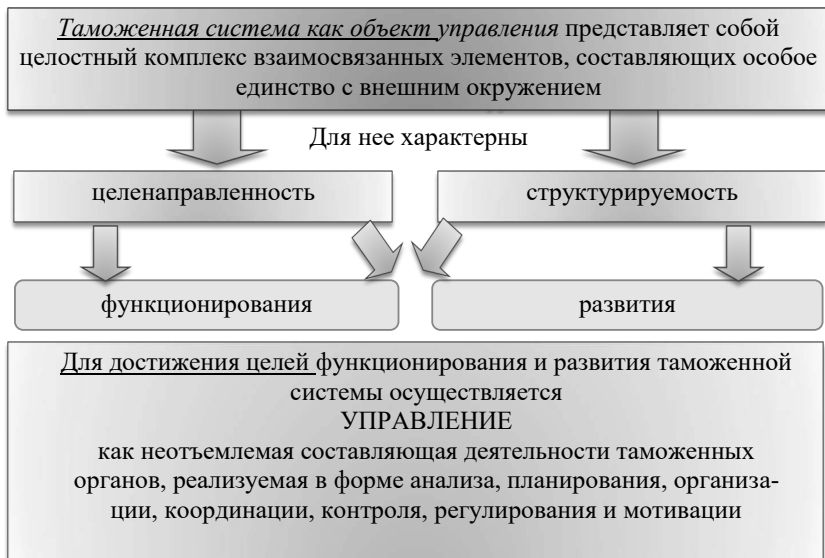 Таможенная система как объект управления представляет собой
целостный комплекс взаимосвязанных элементов, составляющих особое
единство с внешним окружением
Для нее характерны
целенаправленность
структурируемость
функционирования
развития
Для достижения целей функционирования и развития таможенной
системы осуществляется
УПРАВЛЕНИЕ
как неотъемлемая составляющая деятельности таможенных
органов, реализуемая в форме анализа, планирования, организа-
ции, координации, контроля, регулирования и мотивации